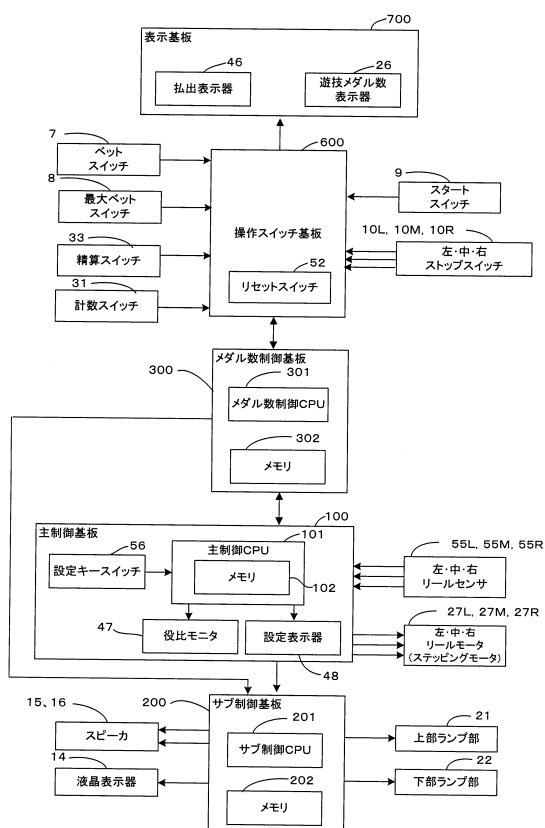 700
表示基板
46
払出表示器
26
遊技メダル数
表示器
7
ベット
スイッチ
8
最大ベット
スイッチ
33
精算スイッチ
31
計数スイッチ
600
操作スイッチ基板
52
リセットスイッチ
9
スタート
スイッチ
10L, 10M, 10R
左・中・右
ストップスイッチ
300
メダル数制御基板
301
メダル数制御CPU
302
メモリ
100
主制御基板
56
設定キースイッチ
101
主制御CPU
メモリ
102
47
役比モニタ
設定表示器
48
55L, 55M, 55R
左・中・右
リールセンサ
27L, 27M, 27R
左・中・右
リールモータ
(ステッピングモータ)
200
サブ制御基板
201
サブ制御CPU
202
メモリ
15、16
スピーカ
14
液晶表示器
21
上部ランプ部
22
下部ランプ部